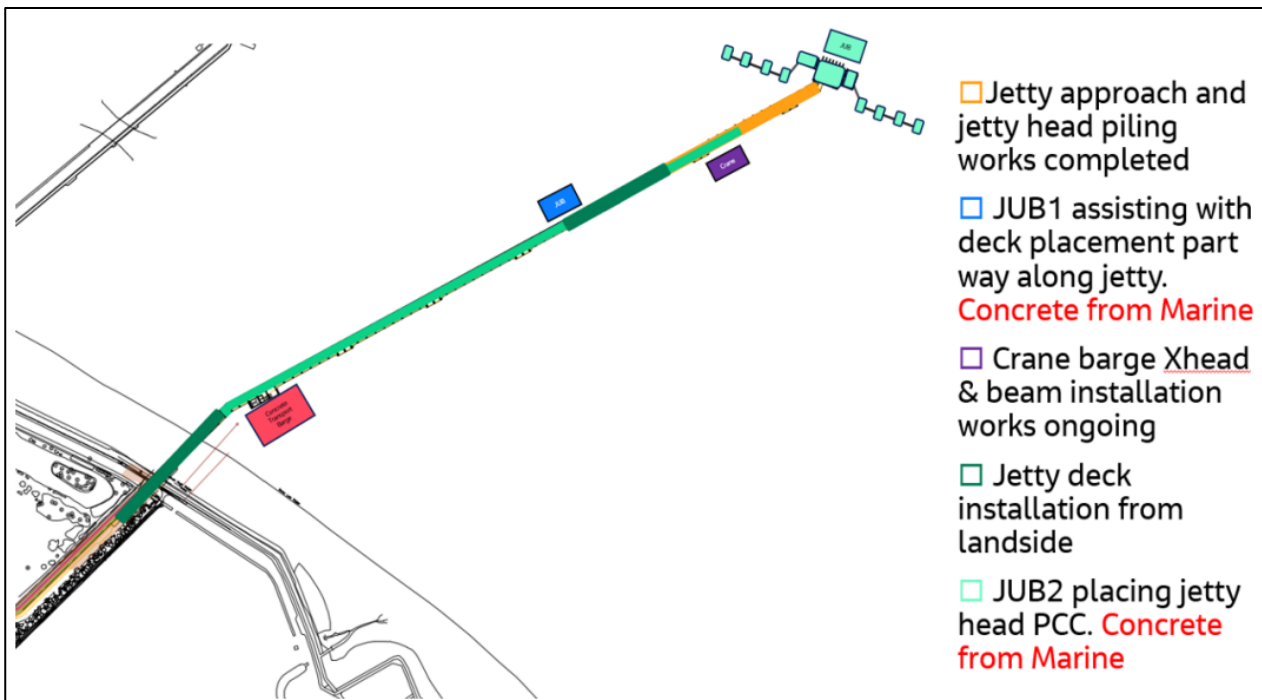 JUB
Crane
JUB
Concrete
Transport
Barge
Jetty approach and
jetty head piling
works completed
JUB1 assisting with
deck placement part
way along jetty.
Concrete from Marine
Crane barge Xhead
& beam installation
works ongoing
Jetty deck
installation from
landside
JUB2 placing jetty
head PCC. Concrete
from Marine